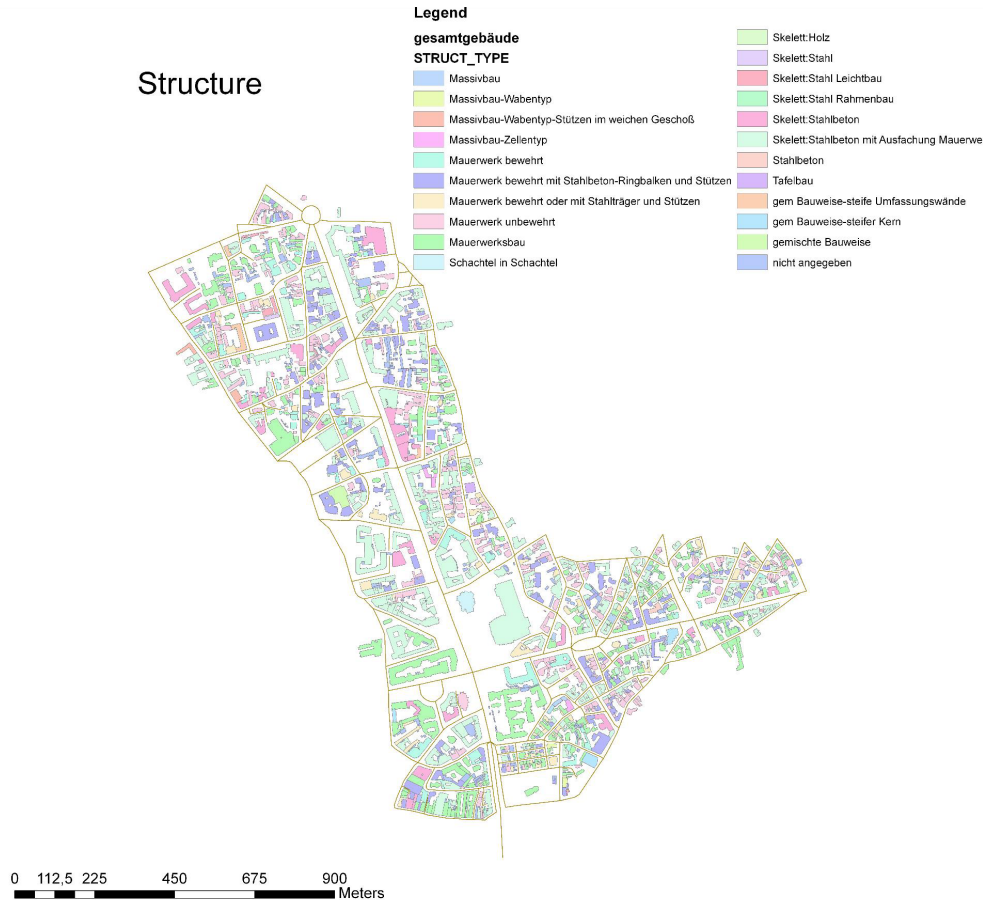 Structure
Legend
gesamtgebäude
STRUCT_TYPE
Massivbau
Massivbau-Wabentyp
Massivbau-Wabentyp-Stützen im weichen Geschoß
Massivbau-Zellentyp
Mauerwerk bewehrt
Mauerwerk bewehrt mit Stahlbeton-Ringbalken und Stützen
Mauerwerk bewehrt oder mit Stahlträger und Stützen
Mauerwerk unbewehrt
Mauerwerksbau
Schachtel in Schachtel
Skelett:Holz
Skelett:Stahl
Skelett:Stahl Leichtbau
Skelett:Stahl Rahmenbau
Skelett:Stahlbeton
Skelett:Stahlbeton mit Ausfachung Mauerwe
Stahlbeton
Tafelbau
gem Bauweise-steife Umfassungswände
gem Bauweise-steifer Kern
gemischte Bauweise
nicht angegeben
0 112,5 225 450 675 900
Meters